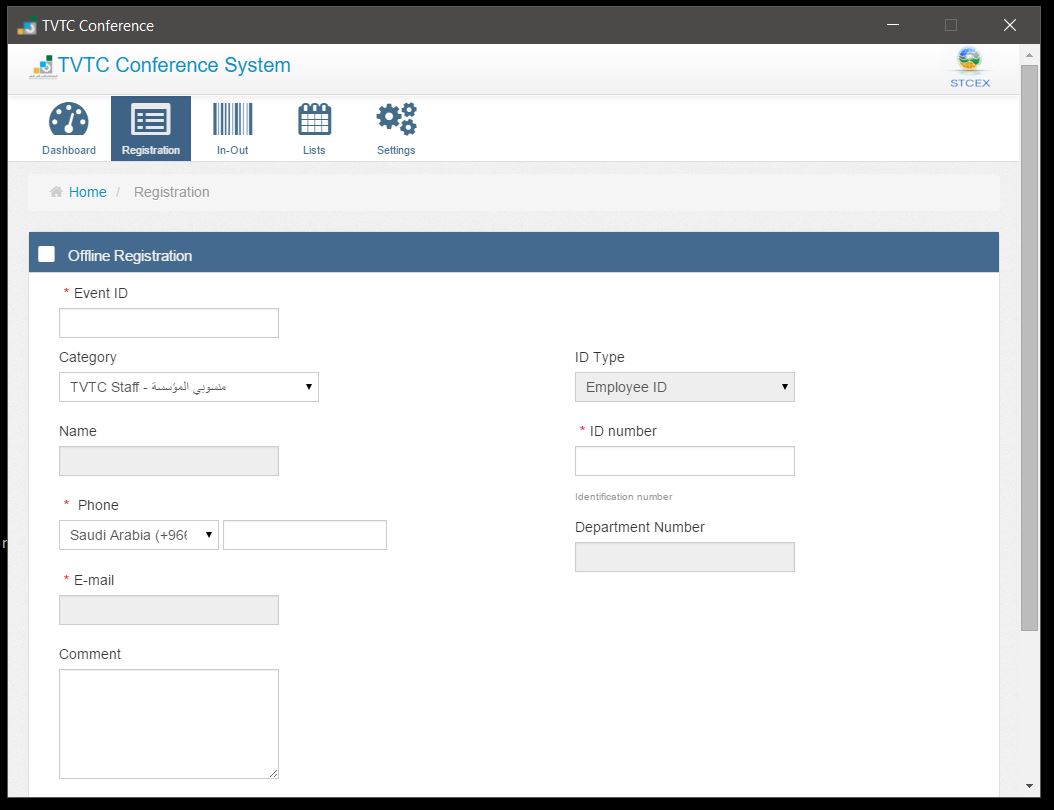 TVTC Conference
TVTC Conference System
STCEX
Dashboard
Registration
In-Out
Lists
Settings
Home / Registration
Offline Registration
* Event ID
Category
TVTC Staff - منسوبي المؤسسة
ID Type
Employee ID
Name
* ID number
Identification number
* Phone
Saudi Arabia (+966
Department Number
* E-mail
Comment